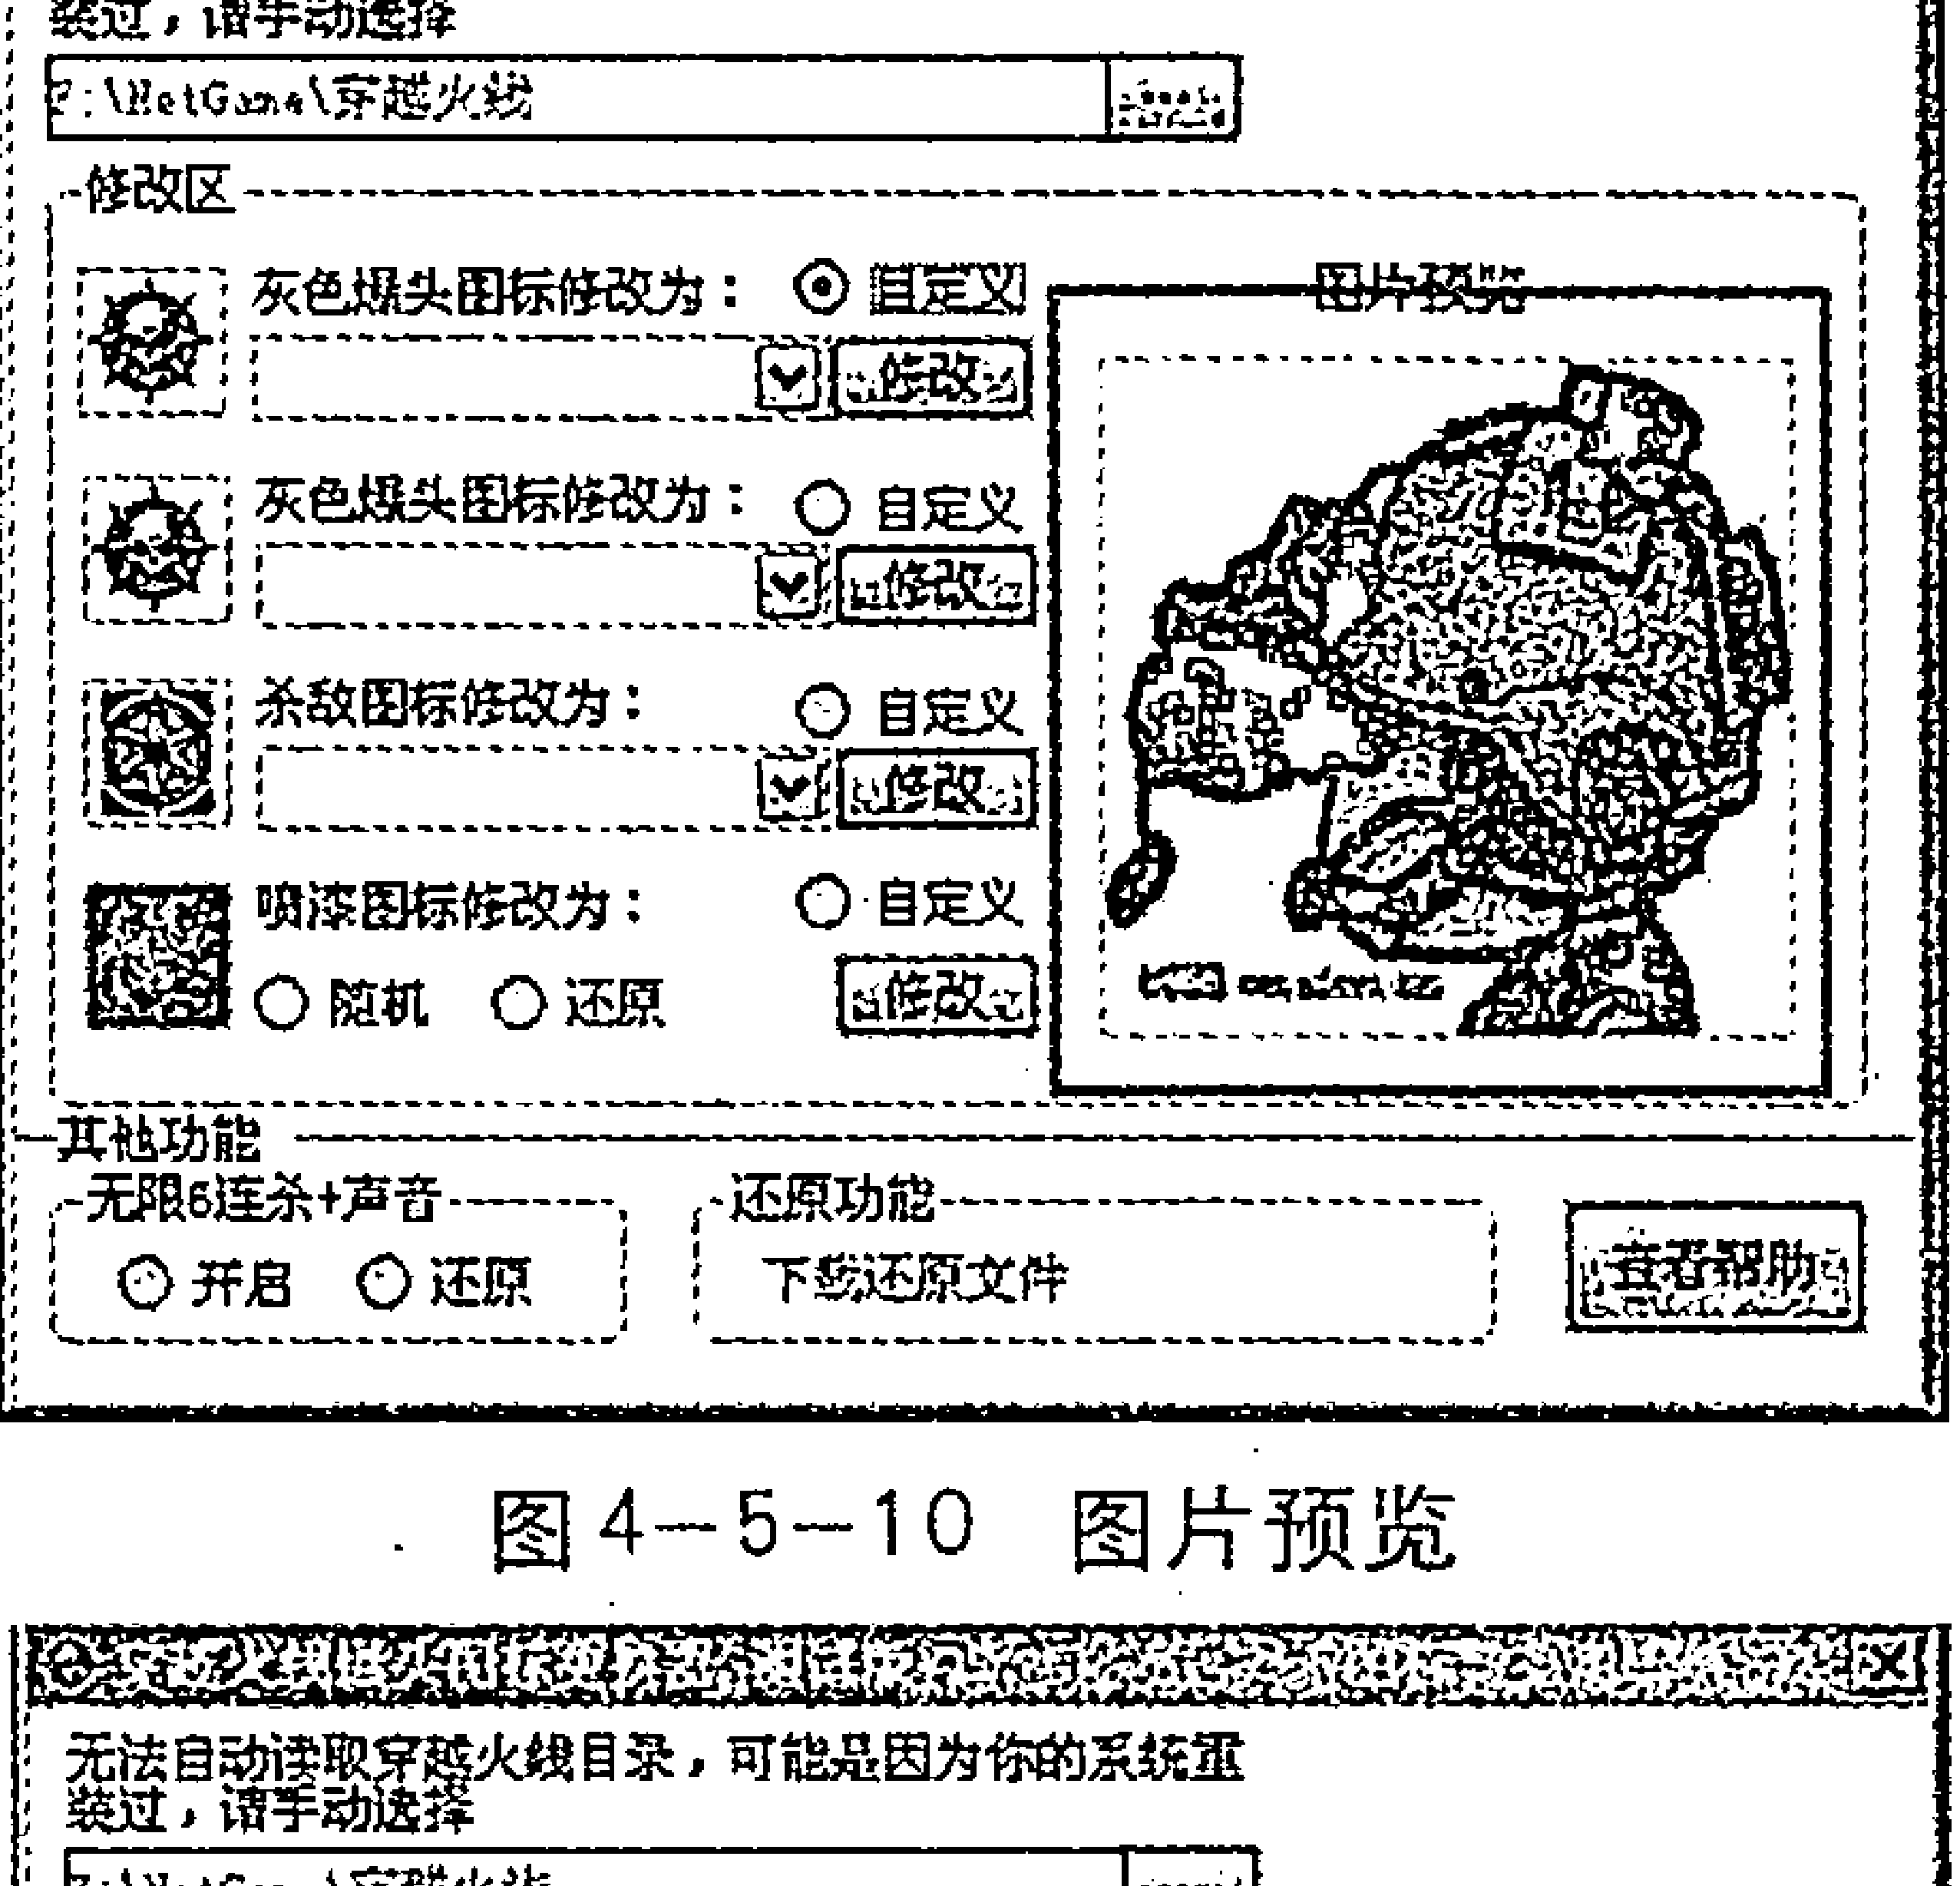 装过，请手动选择
:\NetGame\穿越火线
修改区
灰色爆头图标修改为：
自定义
图片预览
修改
灰色爆头图标修改为：
自定义
修改
杀敌图标修改为：
自定义
修改
喷漆图标修改为：
自定义
随机
还原
修改
其他功能
无限6连杀+声音
还原功能
开启
还原
下些还原文件
查看帮助
图4－5－10 图片预览
无法自动读取穿越火线目录，可能是因为你的系统重
装过，请手动选择
:\NetGame\穿越火线